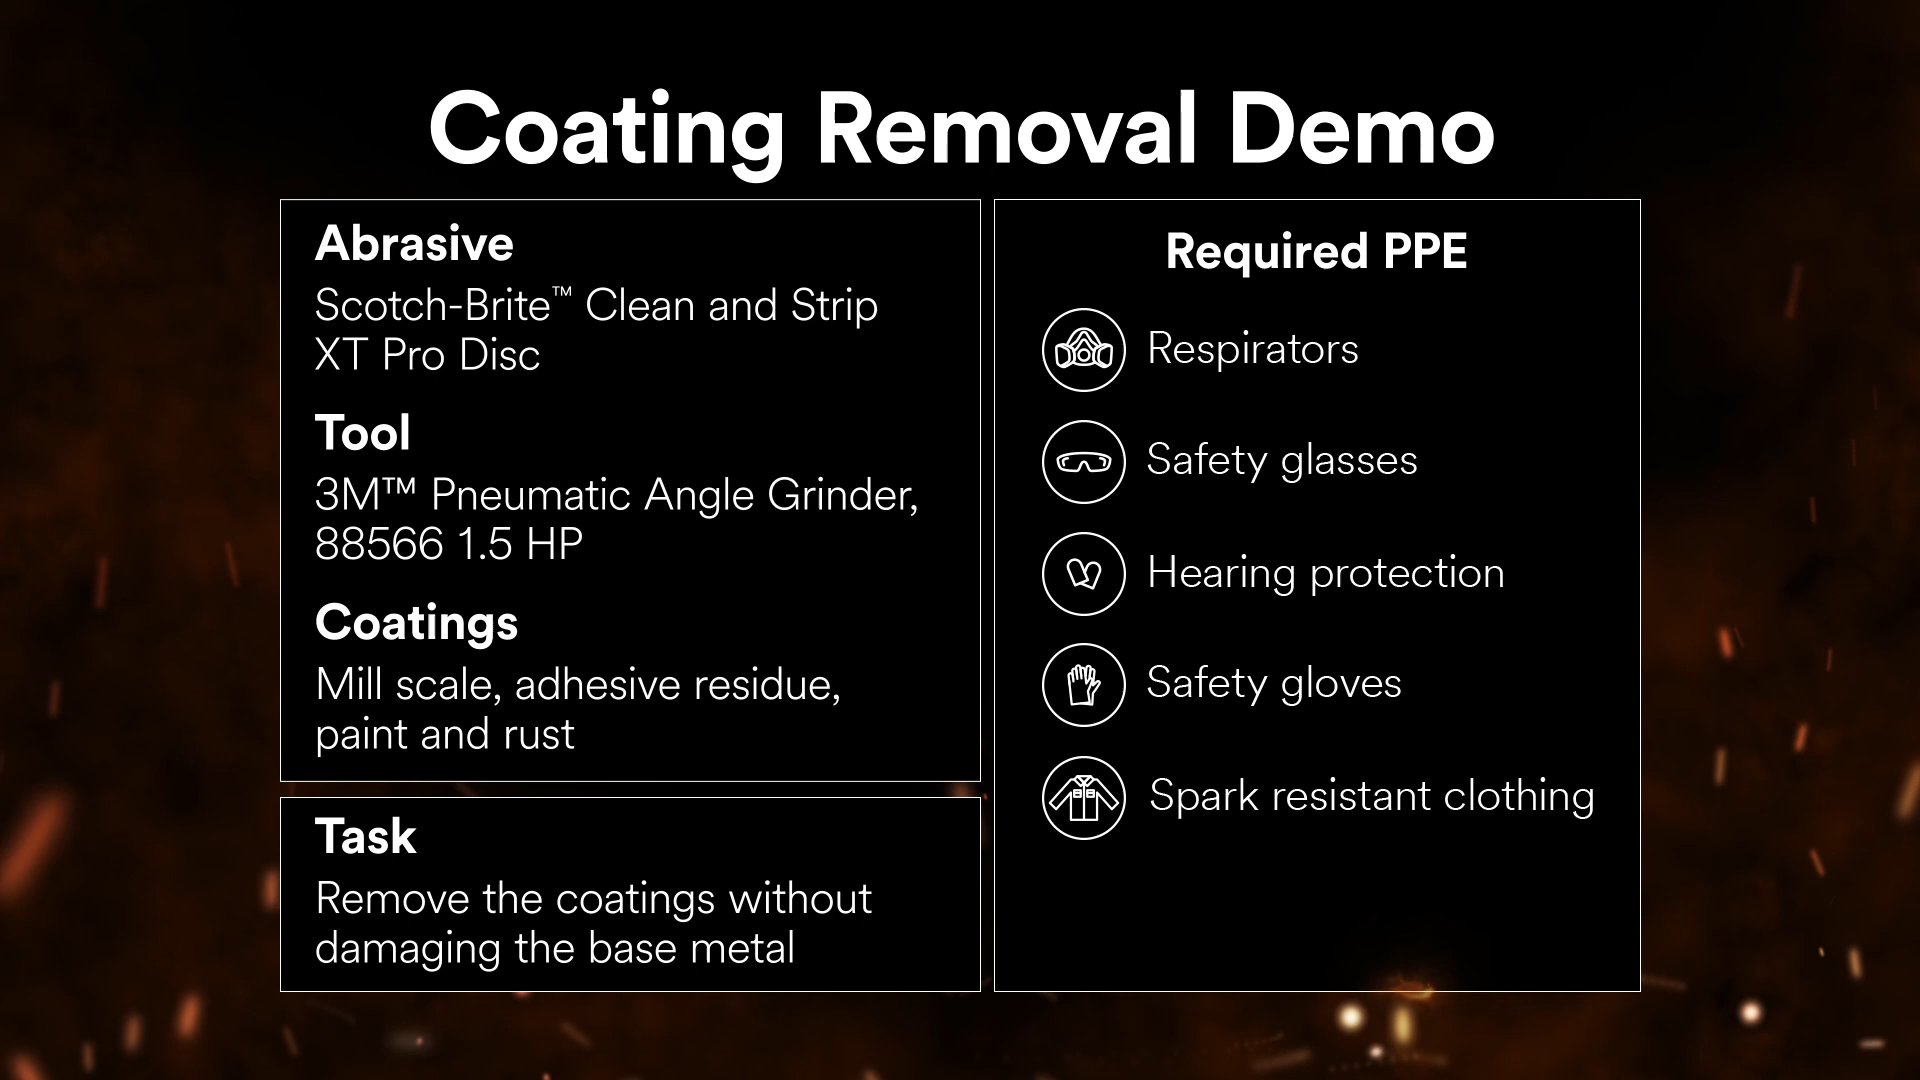 Coating Removal Demo
Abrasive
Scotch-Brite™ Clean and Strip
XT Pro Disc
Tool
3M™ Pneumatic Angle Grinder,
88566 1.5 HP
Coatings
Mill scale, adhesive residue,
paint and rust
Task
Remove the coatings without
damaging the base metal
Required PPE
Respirators
Safety glasses
Hearing protection
Safety gloves
Spark resistant clothing